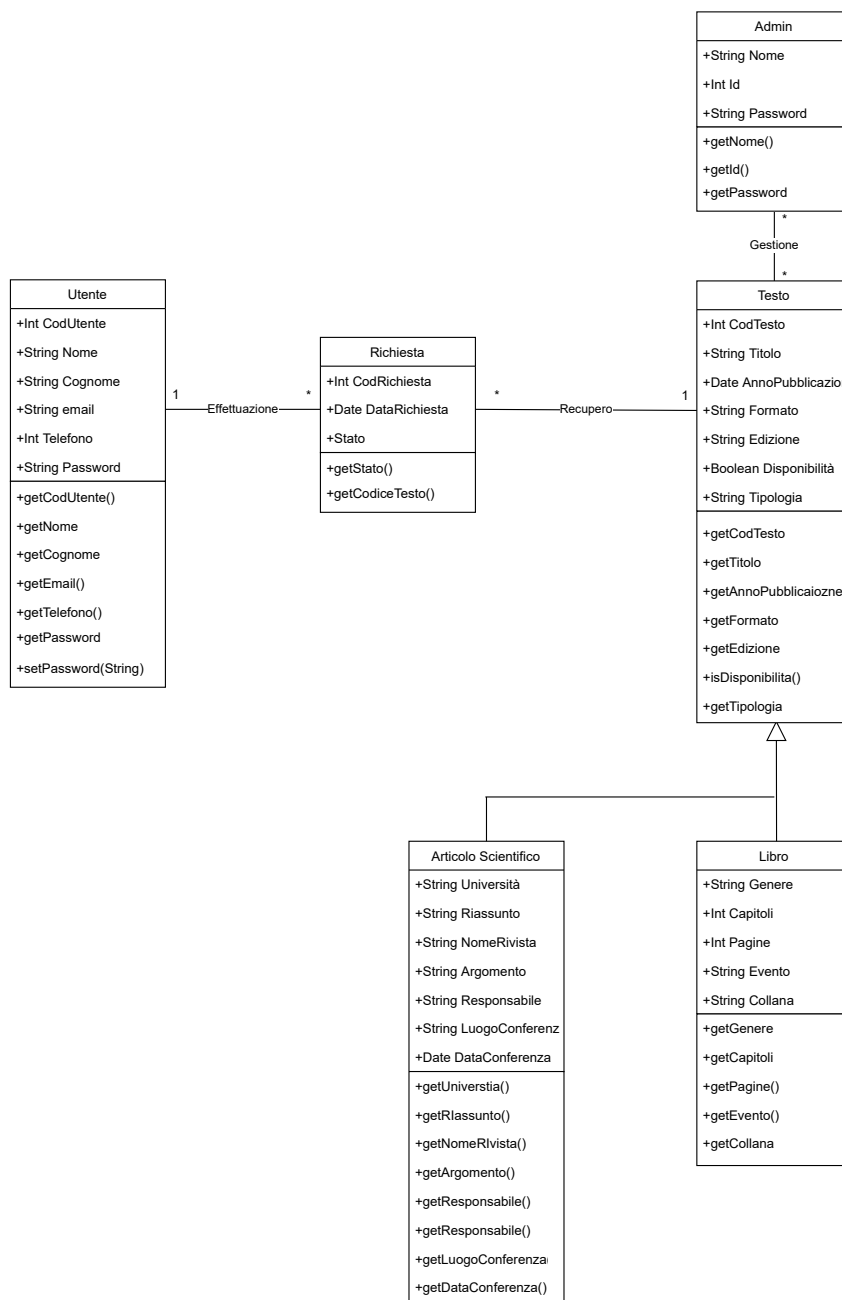 Admin
+String Nome
+Int Id
+String Password
+getNome()
+getId()
+getPassword
*
Gestione
*
Utente
+Int CodUtente
+String Nome
+String Cognome
+String email
+Int Telefono
+String Password
+getCodUtente()
+getNome
+getCognome
+getEmail()
+getTelefono()
+getPassword
+setPassword(String)
1
Effettuazione
*
Richiesta
+Int CodRichiesta
+Date DataRichiesta
+Stato
+getStato()
+getCodiceTesto()
*
Recupero
1
Testo
+Int CodTesto
+String Titolo
+Date AnnoPubblicazio
+String Formato
+String Edizione
+Boolean Disponibilità
+String Tipologia
+getCodTesto
+getTitolo
+getAnnoPubblicaiozne
+getFormato
+getEdizione
+isDisponibilita()
+getTipologia
Articolo Scientifico
+String Università
+String Riassunto
+String NomeRivista
+String Argomento
+String Responsabile
+String LuogoConferenz
+Date DataConferenza
+getUniverstia()
+getRIassunto()
+getNomeRIvista()
+getArgomento()
+getResponsabile()
+getResponsabile()
+getLuogoConferenza(
+getDataConferenza()
Libro
+String Genere
+Int Capitoli
+Int Pagine
+String Evento
+String Collana
+getGenere
+getCapitoli
+getPagine()
+getEvento()
+getCollana